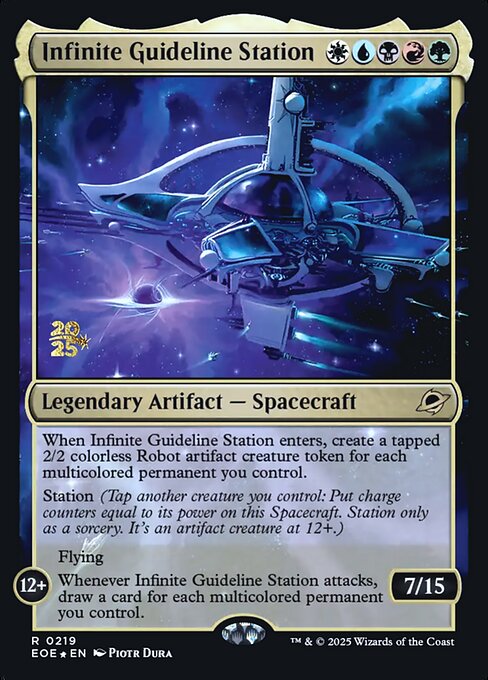 Infinite Guideline Station
20
25
Legendary Artifact — Spacecraft
When Infinite Guideline Station enters, create a tapped
2/2 colorless Robot artifact creature token for each
multicolored permanent you control.
Station (Tap another creature you control: Put charge
counters equal to its power on this Spacecraft. Station only
as a sorcery. It's an artifact creature at 12+.)
Flying
12+
Whenever Infinite Guideline Station attacks,
draw a card for each multicolored permanent
you control.
7/15
R 0219
EOE★EN Piotr Dura
™ & © 2025 Wizards of the Coast